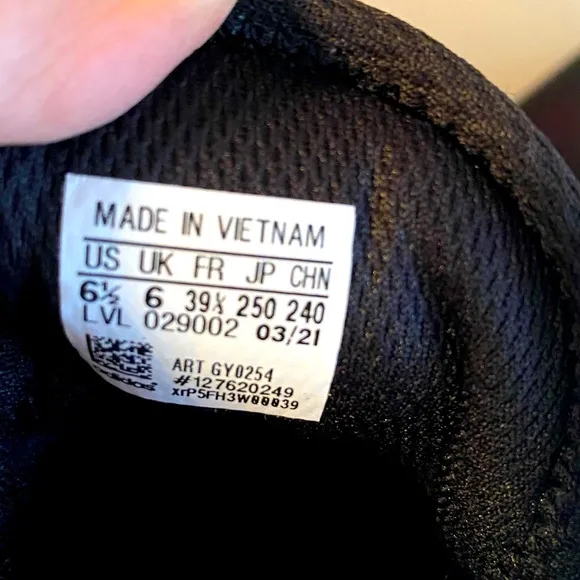 MADE IN VIETNAM
US UK FR JP CHN
6½ 6 39⅓ 250 240
LVL 029002 03/21
adidas
ART GY0254
#127620249
xrP5FH3W00039